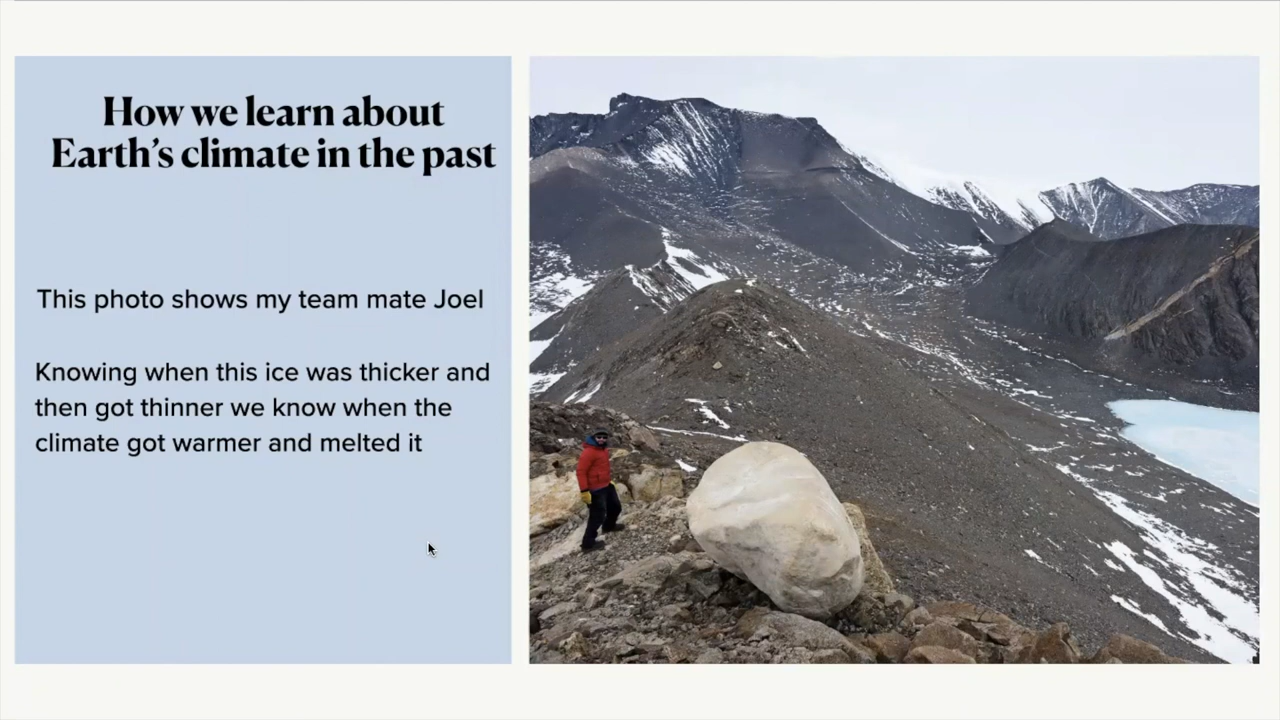 How we learn about
Earth's climate in the past
This photo shows my team mate Joel
Knowing when this ice was thicker and
then got thinner we know when the
climate got warmer and melted it